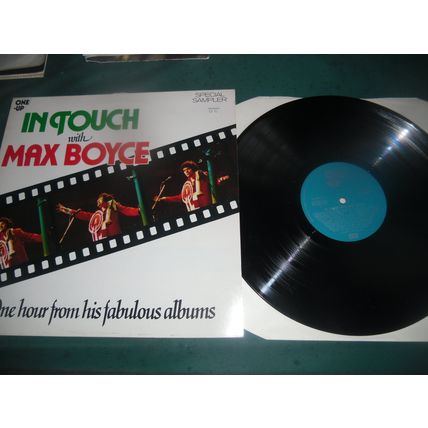 ONE
-UP
SPECIAL
SAMPLER
IN TOUCH
with
MAX BOYCE
One hour from his fabulous albums